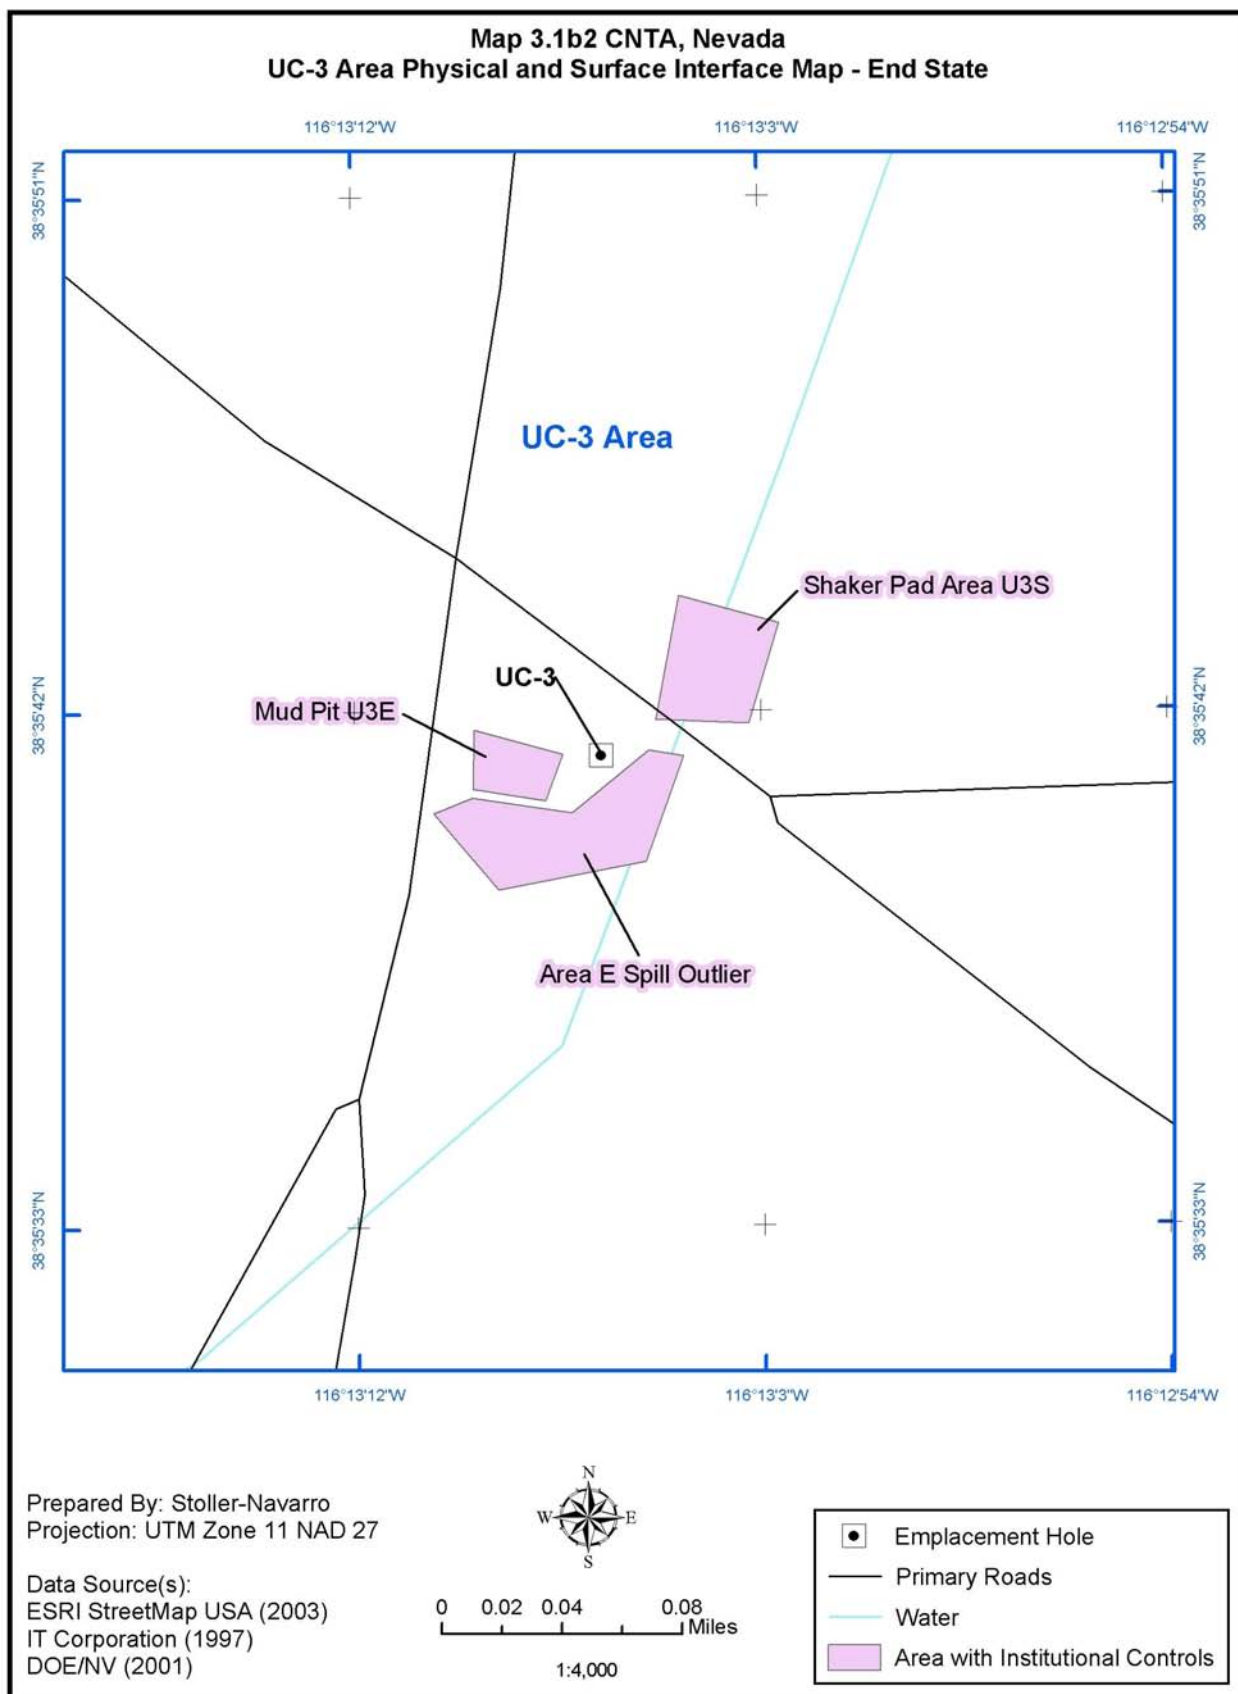 Map 3.1b2 CNTA, Nevada
UC-3 Area Physical and Surface Interface Map - End State
116°13'12"W
116°13'3"W
116°12'54"W
38°35'51"N
38°35'51"N
UC-3 Area
Shaker Pad Area U3S
UC-3
Mud Pit U3E
38°35'42"N
38°35'42"N
Area E Spill Outlier
38°35'33"N
38°35'33"N
116°13'12"W
116°13'3"W
116°12'54"W
Prepared By: Stoller-Navarro
Projection: UTM Zone 11 NAD 27
Data Source(s):
ESRI StreetMap USA (2003)
IT Corporation (1997)
DOE/NV (2001)
N
W
E
S
0 0.02 0.04 0.08
Miles
1:4,000
Emplacement Hole
Primary Roads
Water
Area with Institutional Controls